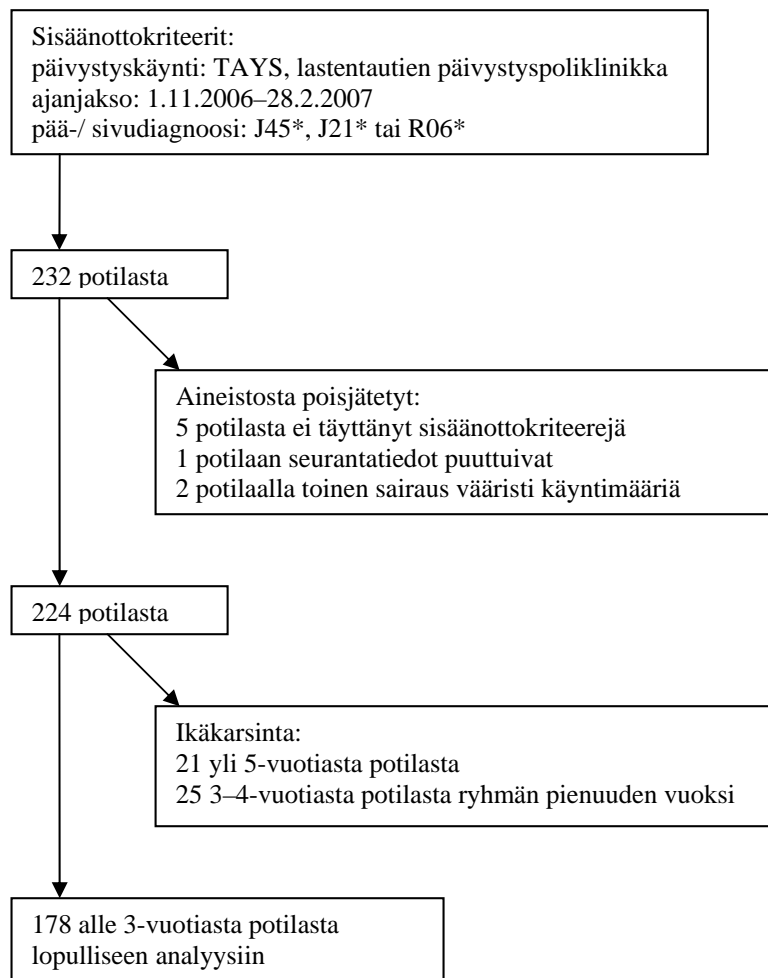 Sisäänottokriteerit:
päivystyskäynti: TAYS, lastentautien päivystyspoliklinikka
ajanjakso: 1.11.2006–28.2.2007
pää-/ sivudiagnoosi: J45*, J21* tai R06*
232 potilasta
Aineistosta poisjätetyt:
5 potilasta ei täyttänyt sisäänottokriteerejä
1 potilaan seurantatiedot puuttuivat
2 potilaalla toinen sairaus vääristi käyntimääriä
224 potilasta
Ikäkarsinta:
21 yli 5-vuotiasta potilasta
25 3–4-vuotiasta potilasta ryhmän pienuuden vuoksi
178 alle 3-vuotiasta potilasta
lopulliseen analyysiin